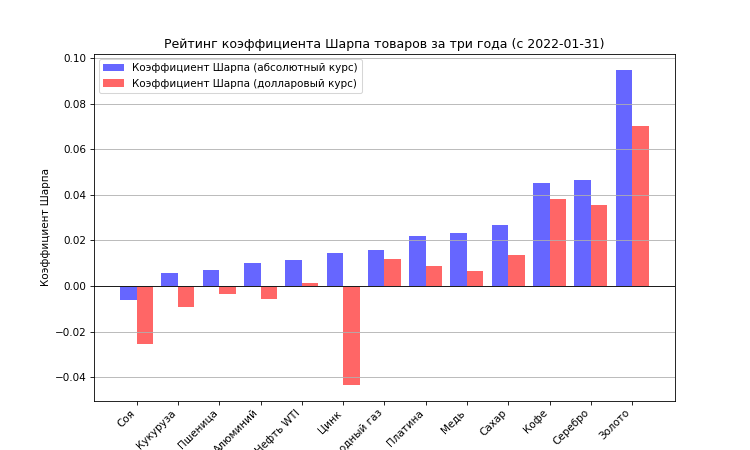 Рейтинг коэффициента Шарпа товаров за три года (с 2022-01-31)
Коэффициент Шарпа (абсолютный курс)
Коэффициент Шарпа (долларовый курс)
Коэффициент Шарпа
0.10
0.08
0.06
0.04
0.02
0.00
−0.02
−0.04
Соя
Кукуруза
Пшеница
Алюминий
Нефть WTI
Цинк
одный газ
Платина
Медь
Сахар
Кофе
Серебро
Золото